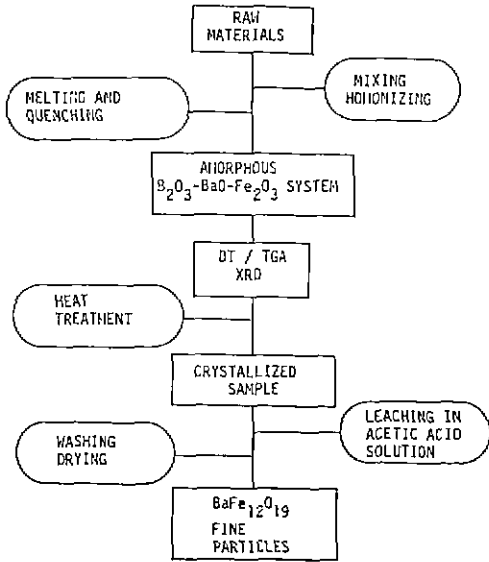 RAW
MATERIALS
MIXING
HOMONIZING
MELTING AND
QUENCHING
AMORPHOUS
B₂O₃-BaO-Fe₂O₃ SYSTEM
DT / TGA
XRD
HEAT
TREATMENT
CRYSTALLIZED
SAMPLE
LEACHING IN
ACETIC ACID
SOLUTION
WASHING
DRYING
BaFe₁₂O₁₉
FINE
PARTICLES